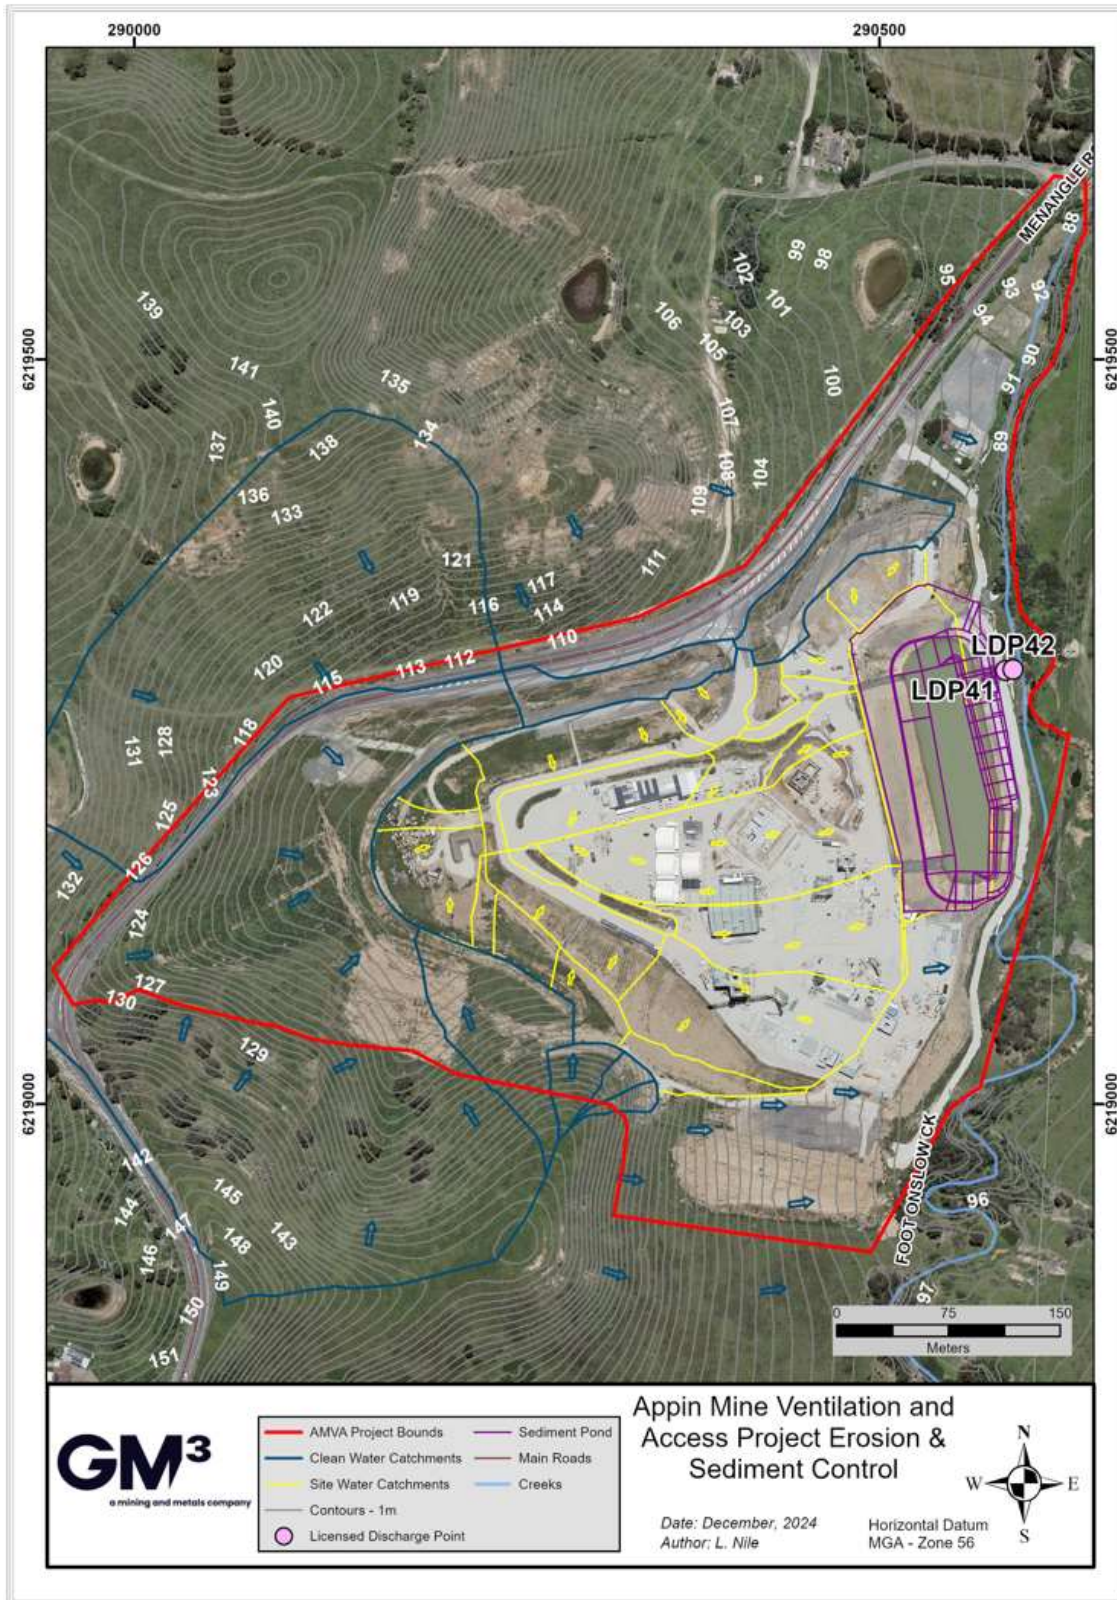 290000
290500
MENANGLE R
88
99
98
102
95
93
92
139
106
101
103
94
105
90
6219500
6219500
141
135
100
91
140
107
134
137
138
89
108
104
136
109
133
121
111
117
119
116
114
122
110
LDP42
120
112
113
115
LDP41
118
131
128
123
125
126
132
124
127
130
129
6219000
6219000
142
FOOT ONSLOW CK
145
96
144
147
143
148
146
149
97
150
0 75 150
Meters
151
GM³
a mining and metals company
AMVA Project Bounds
Clean Water Catchments
Site Water Catchments
Contours - 1m
Licensed Discharge Point
Sediment Pond
Main Roads
Creeks
Appin Mine Ventilation and
Access Project Erosion &
Sediment Control
Date: December, 2024
Author: L. Nile
Horizontal Datum
MGA - Zone 56
N
W E
S